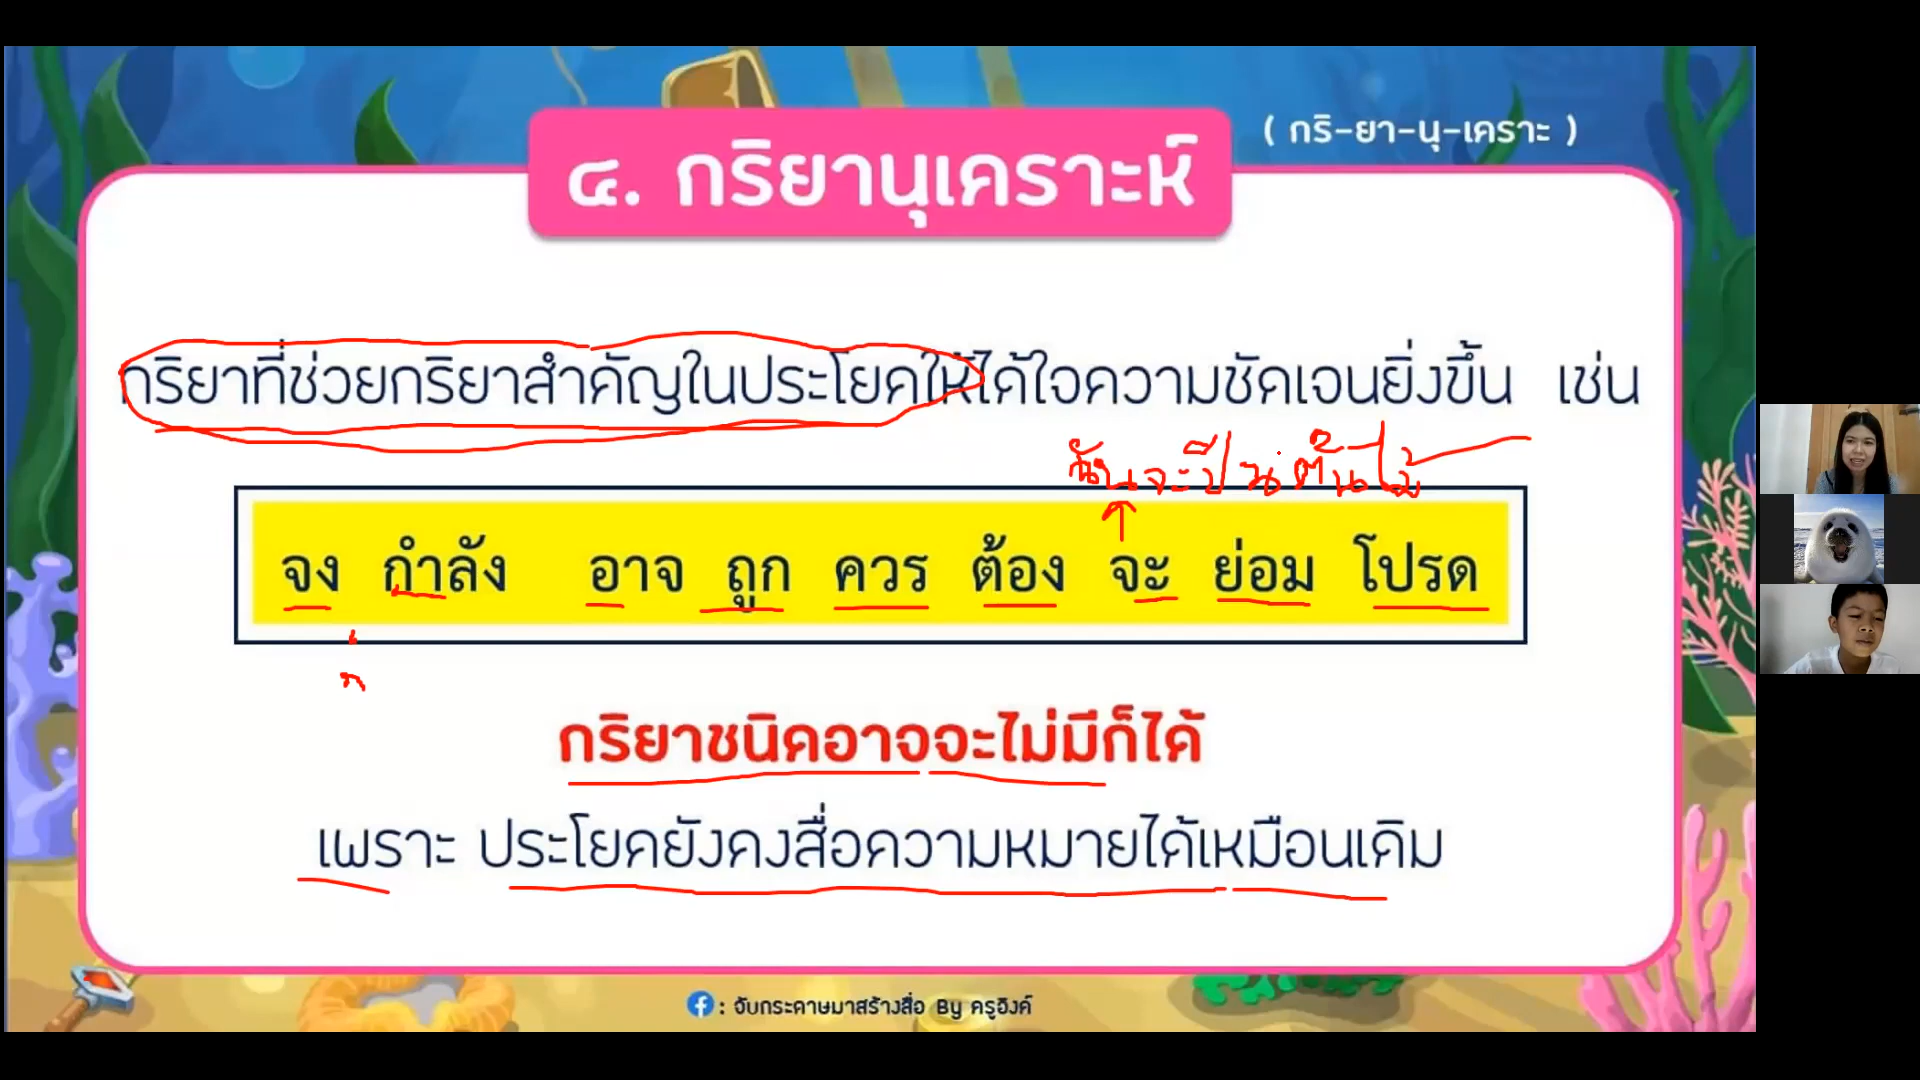 ( กริ-ยา-นุ-เคราะ )
๔. กริยานุเคราะห์
กริยาที่ช่วยกริยาสำคัญในประโยคให้ได้ใจความชัดเจนยิ่งขึ้น เช่น
ฉันจะปีนต้นไม้
จง กำลัง อาจ ถูก ควร ต้อง จะ ย่อม โปรด
กริยาชนิดอาจจะไม่มีก็ได้
เพราะ ประโยคยังคงสื่อความหมายได้เหมือนเดิม
: จับกระดาษมาสร้างสื่อ By ครูอิงค์